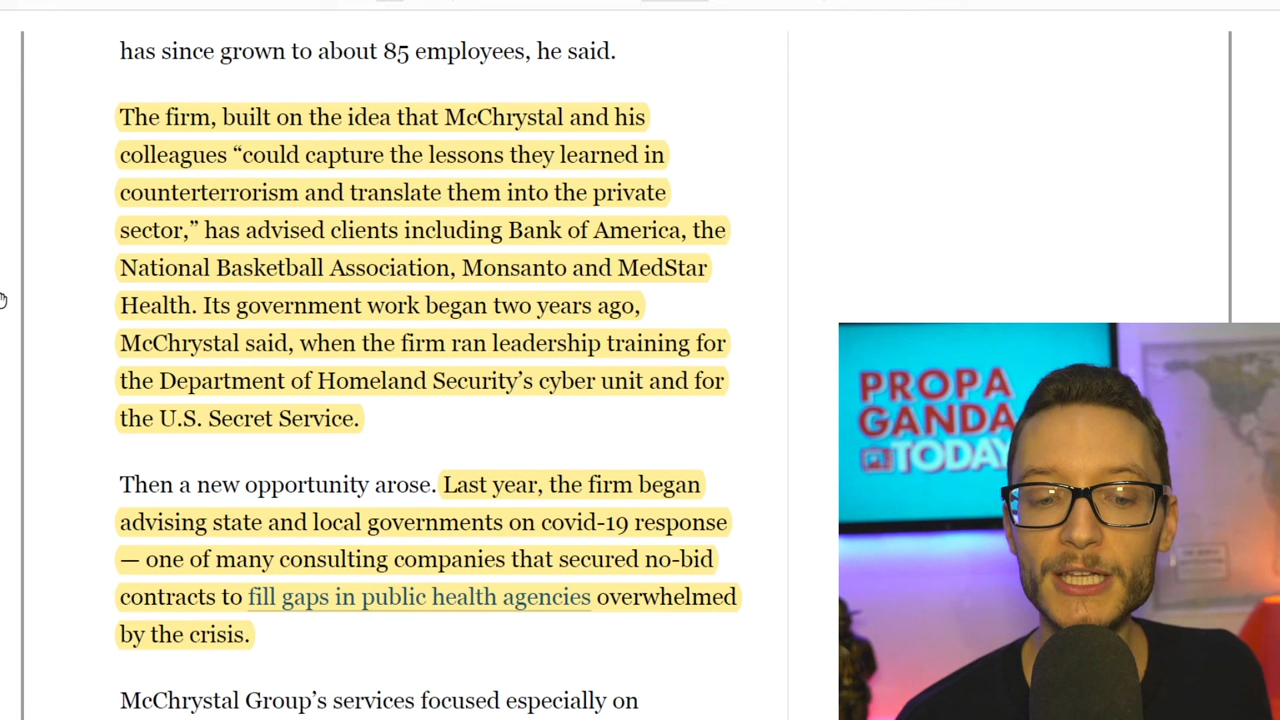 has since grown to about 85 employees, he said.
The firm, built on the idea that McChrystal and his
colleagues “could capture the lessons they learned in
counterterrorism and translate them into the private
sector,” has advised clients including Bank of America, the
National Basketball Association, Monsanto and MedStar
Health. Its government work began two years ago,
McChrystal said, when the firm ran leadership training for
the Department of Homeland Security’s cyber unit and for
the U.S. Secret Service.
Then a new opportunity arose. Last year, the firm began
advising state and local governments on covid-19 response
— one of many consulting companies that secured no-bid
contracts to fill gaps in public health agencies overwhelmed
by the crisis.
McChrystal Group’s services focused especially on
PROPA
GANDA
TODAY